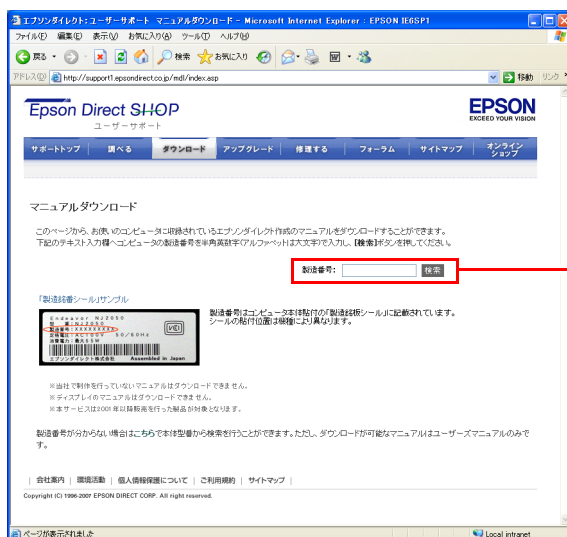 エプソンダイレクト:ユーザーサポート マニュアルダウンロード - Microsoft Internet Explorer : EPSON IE6SP1
ファイル(F) 編集(E) 表示(V) お気に入り(A) ツール(T) ヘルプ(H)
戻る 検索 お気に入り
アドレス(D) http://support1.epsondirect.co.jp/mdl/index.asp 移動 リンク
Epson Direct SHOP
ユーザーサポート
EPSON
EXCEED YOUR VISION
サポートトップ 調べる ダウンロード アップグレード 修理する フォーラム サイトマップ オンラインショップ
マニュアルダウンロード
このページから、お使いのコンピュータに収録されているエプソンダイレクト作成のマニュアルをダウンロードすることができます。
下記のテキスト入力欄へコンピュータの製造番号を半角英数字(アルファベットは大文字)で入力し、[検索]ボタンを押してください。
製造番号: 検索
「製造銘番シール」サンプル
製造番号はコンピュータ本体貼付の「製造銘板シール」に記載されています。
シールの貼付位置は機種により異なります。
Endeavor NJ2050
型 番:NJ2050
製造番号:XXXXXXXXX
定格電圧:AC100V 50/60Hz
消費電力:最大55W
エプソンダイレクト株式会社 Assembled in Japan
※当社で制作を行っていないマニュアルはダウンロードできません。
※ディスプレイのマニュアルはダウンロードできません。
※本サービスは2001年以降販売を行った製品が対象となります。
製造番号が分からない場合はこちらで本体型番から検索を行うことができます。ただし、ダウンロードが可能なマニュアルはユーザーズマニュアルのみです。
| 会社案内 | 環境活動 | 個人情報保護について | ご利用規約 | サイトマップ |
Copyright (C) 1996-2007 EPSON DIRECT CORP. All right reserved.
ページが表示されました Local intranet